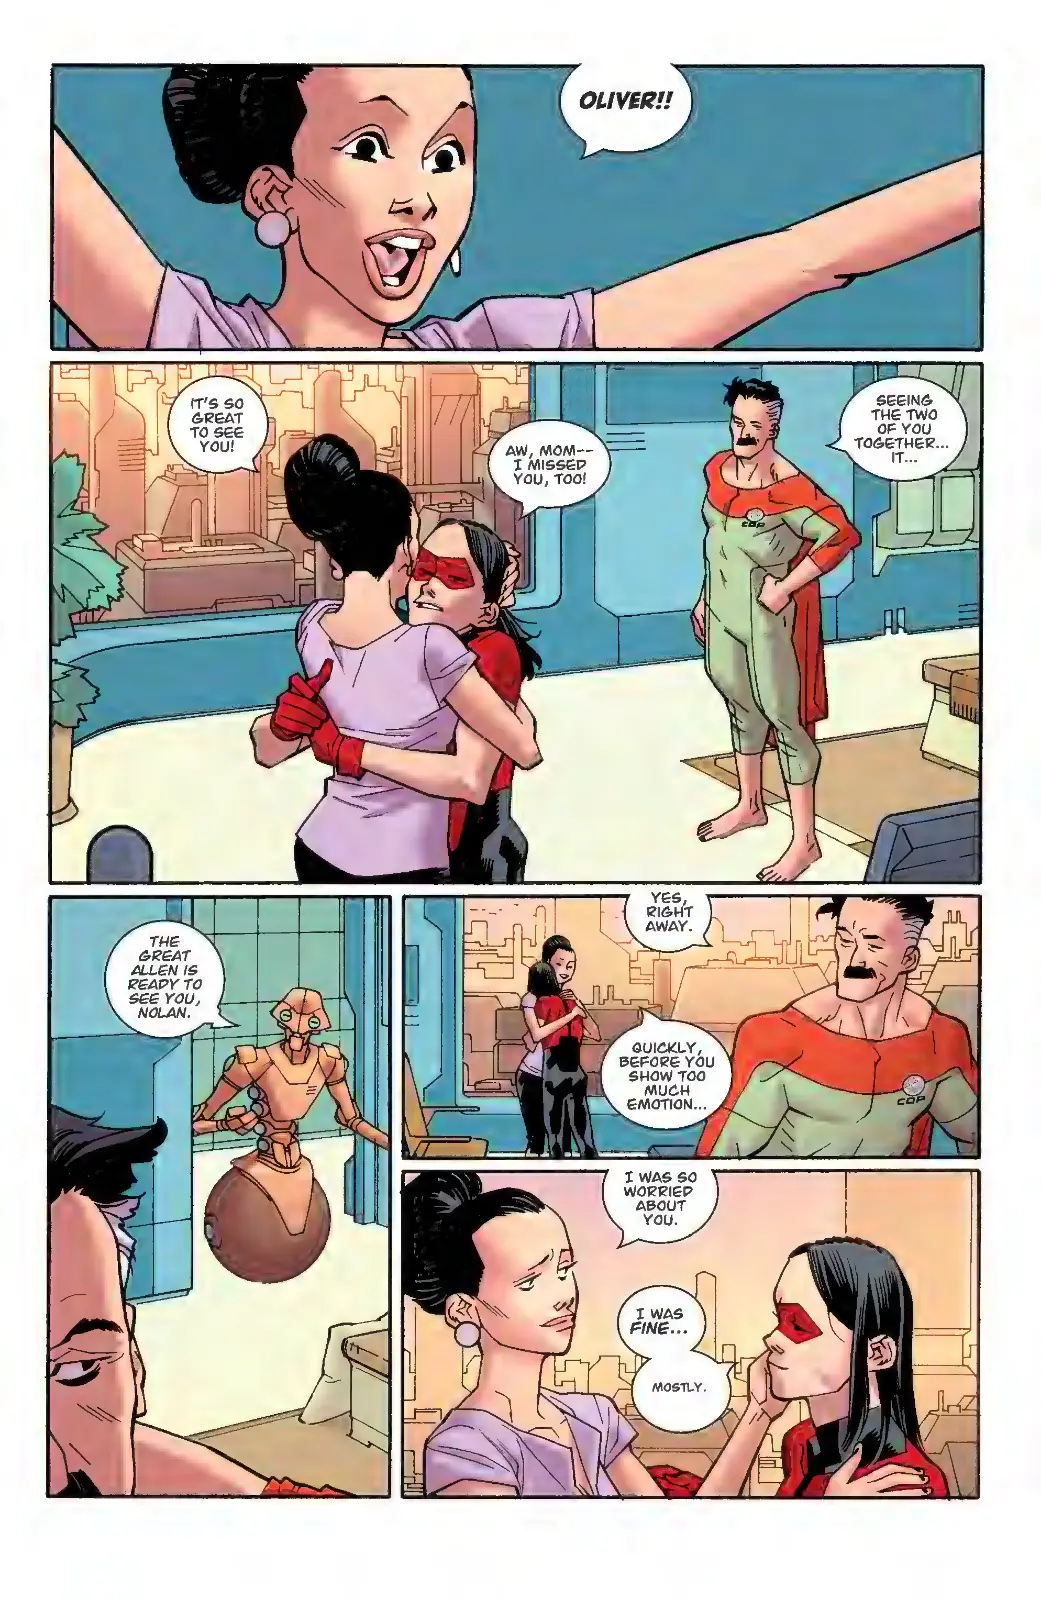 OLIVER!!
IT'S SO
GREAT
TO SEE
YOU!
AW, MOM--
I MISSED
YOU, TOO!
SEEING
THE TWO
OF YOU
TOGETHER...
IT...
COP
THE
GREAT
ALLEN IS
READY TO
SEE YOU,
NOLAN.
YES,
RIGHT
AWAY.
QUICKLY,
BEFORE YOU
SHOW TOO
MUCH
EMOTION...
COP
I WAS SO
WORRIED
ABOUT
YOU.
I WAS
FINE...
MOSTLY.